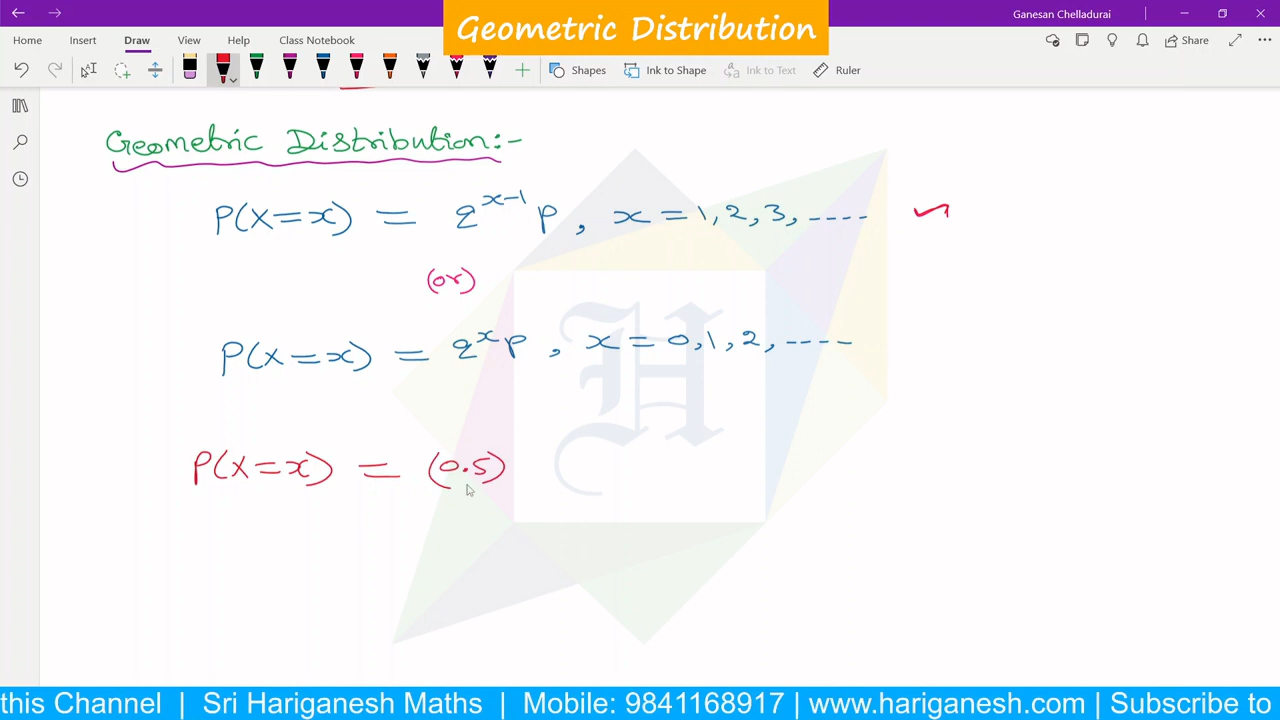 Geometric Distribution
Ganesan Chelladurai
Home Insert Draw View Help Class Notebook Share
Shapes Ink to Shape Ink to Text Ruler
Geometric Distribution:-
P(X=x) = q^{x-1} p , x = 1, 2, 3, ....
(or)
P(X=x) = q^x p , x = 0, 1, 2, ----
P(X=x) = (0.5)
H
this Channel | Sri Hariganesh Maths | Mobile: 9841168917 | www.hariganesh.com | Subscribe to